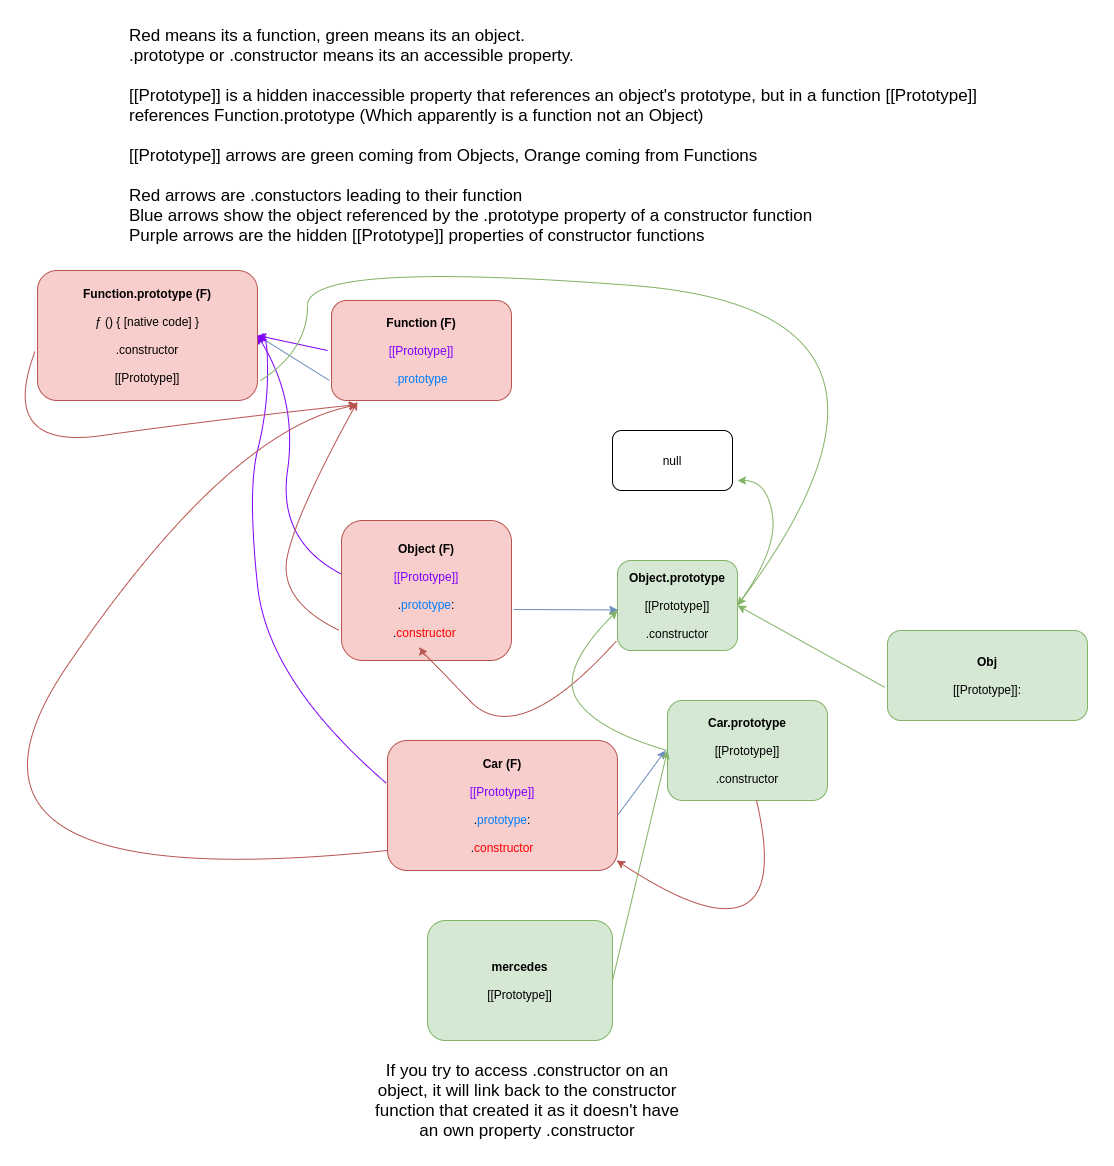 Red means its a function, green means its an object.
.prototype or .constructor means its an accessible property.
[[Prototype]] is a hidden inaccessible property that references an object's prototype, but in a function [[Prototype]]
references Function.prototype (Which apparently is a function not an Object)
[[Prototype]] arrows are green coming from Objects, Orange coming from Functions
Red arrows are .constuctors leading to their function
Blue arrows show the object referenced by the .prototype property of a constructor function
Purple arrows are the hidden [[Prototype]] properties of constructor functions
Function.prototype (F)
ƒ () { [native code] }
.constructor
[[Prototype]]
Function (F)
[[Prototype]]
.prototype
null
Object (F)
[[Prototype]]
.prototype:
.constructor
Object.prototype
[[Prototype]]
.constructor
Obj
[[Prototype]]:
Car.prototype
[[Prototype]]
.constructor
Car (F)
[[Prototype]]
.prototype:
.constructor
mercedes
[[Prototype]]
If you try to access .constructor on an
object, it will link back to the constructor
function that created it as it doesn't have
an own property .constructor